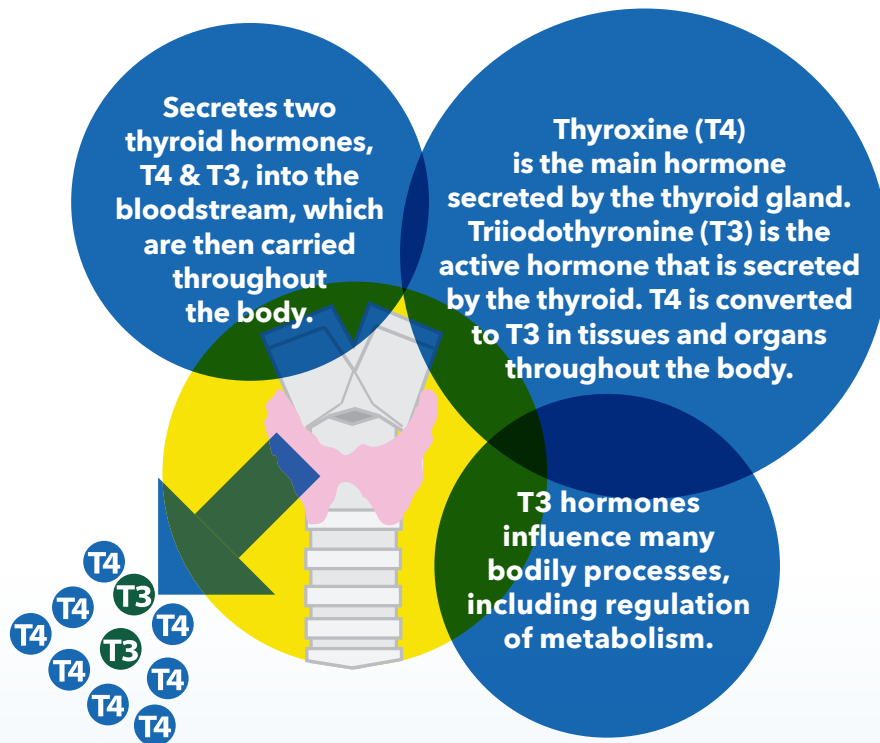 Secretes two
thyroid hormones,
T4 & T3, into the
bloodstream, which
are then carried
throughout
the body.
Thyroxine (T4)
is the main hormone
secreted by the thyroid gland.
Triiodothyronine (T3) is the
active hormone that is secreted
by the thyroid. T4 is converted
to T3 in tissues and organs
throughout the body.
T3 hormones
influence many
bodily processes,
including regulation
of metabolism.
T4
T3
T4
T4
T4
T3
T4
T4
T4
T4